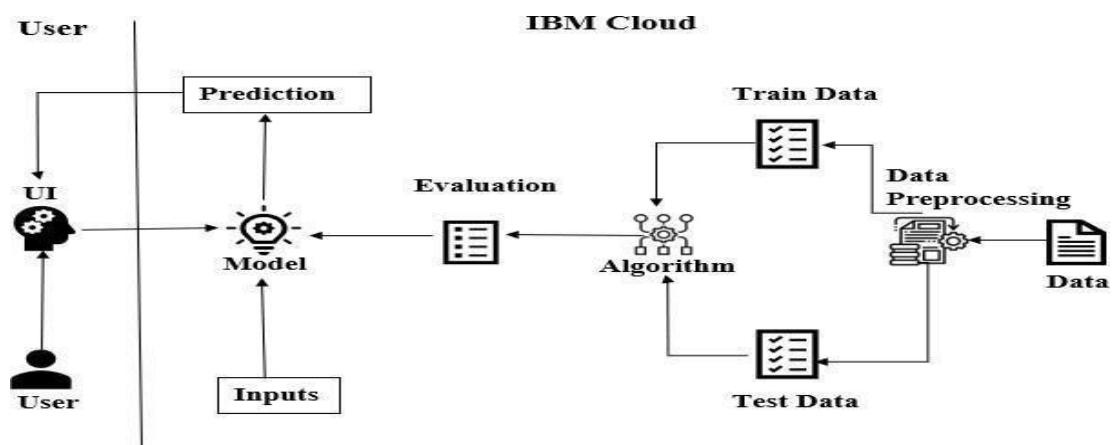 User
IBM Cloud
Prediction
Train Data
UI
Evaluation
Data
Preprocessing
Model
Algorithm
Data
User
Inputs
Test Data